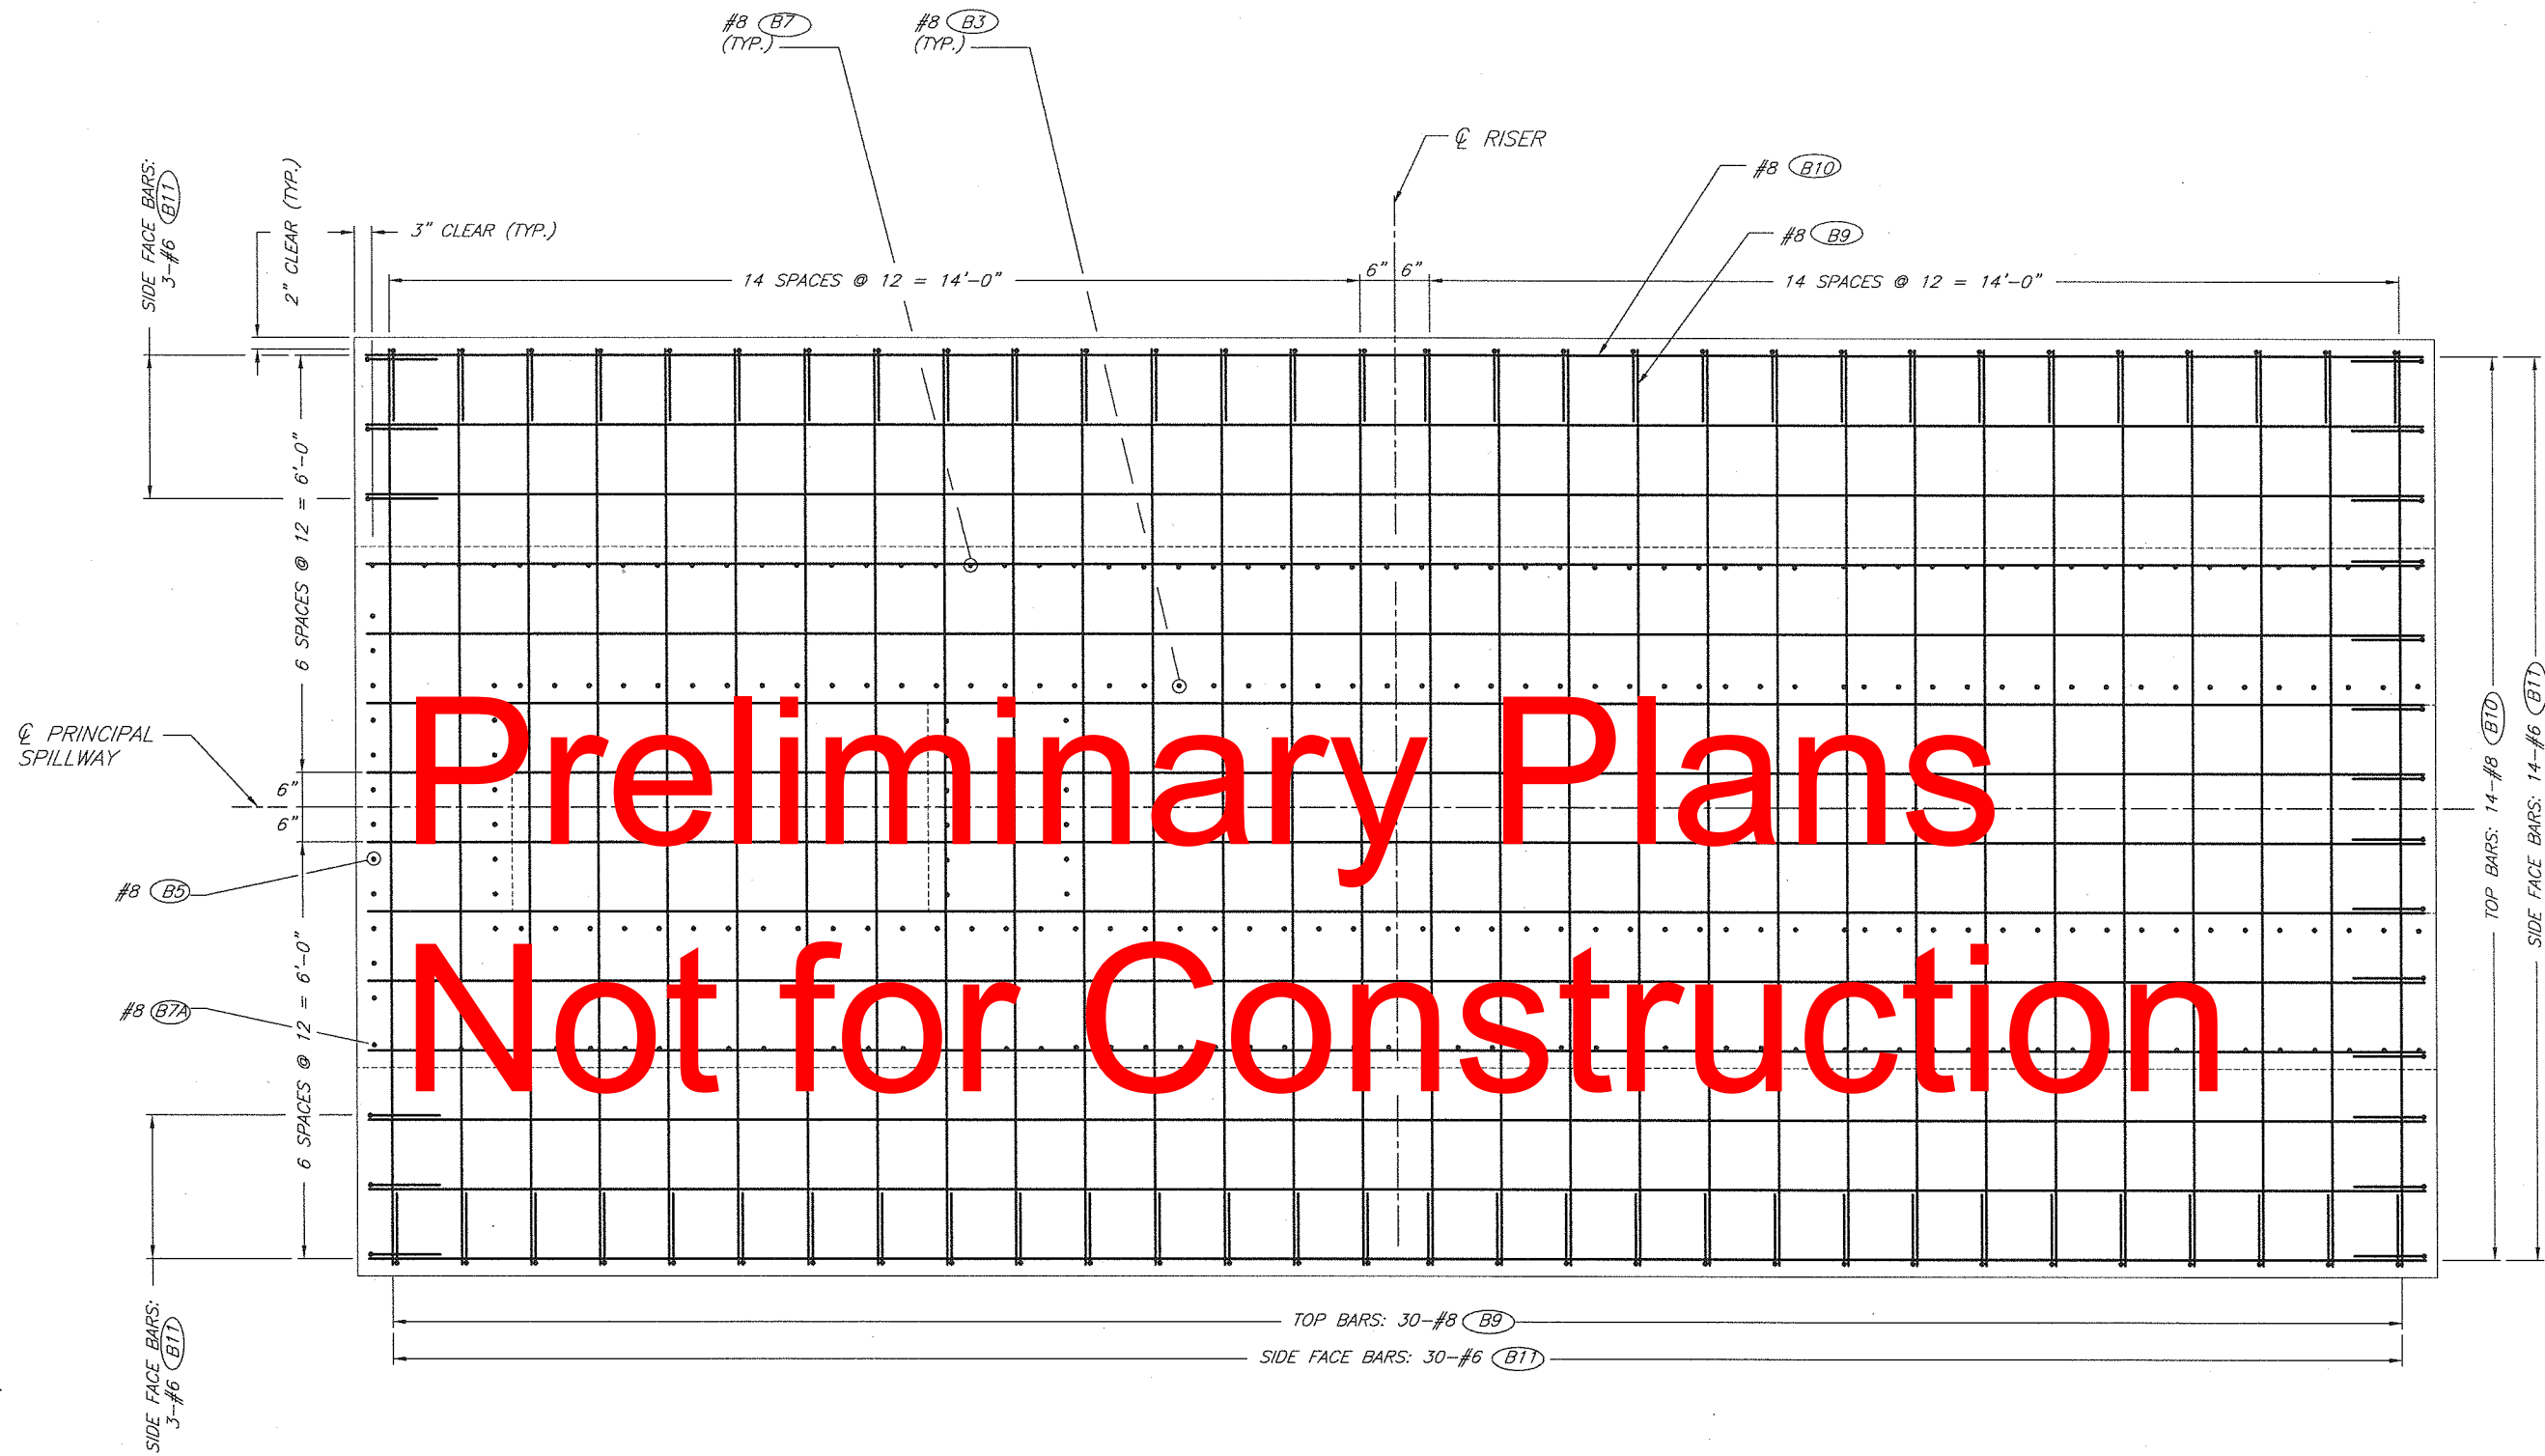 #8 B7
(TYP.)
#8 B3
(TYP.)
℄ RISER
#8 B10
#8 B9
SIDE FACE BARS:
3-#6 B11
2" CLEAR (TYP.)
3" CLEAR (TYP.)
14 SPACES @ 12 = 14'-0"
6" 6"
14 SPACES @ 12 = 14'-0"
6 SPACES @ 12 = 6'-0"
℄ PRINCIPAL
SPILLWAY
6"
6"
#8 B5
#8 B7A
6 SPACES @ 12 = 6'-0"
Preliminary Plans
Not for Construction
TOP BARS: 14-#8 B10
SIDE FACE BARS: 14-#6 B11
SIDE FACE BARS:
3-#6 B11
TOP BARS: 30-#8 B9
SIDE FACE BARS: 30-#6 B11